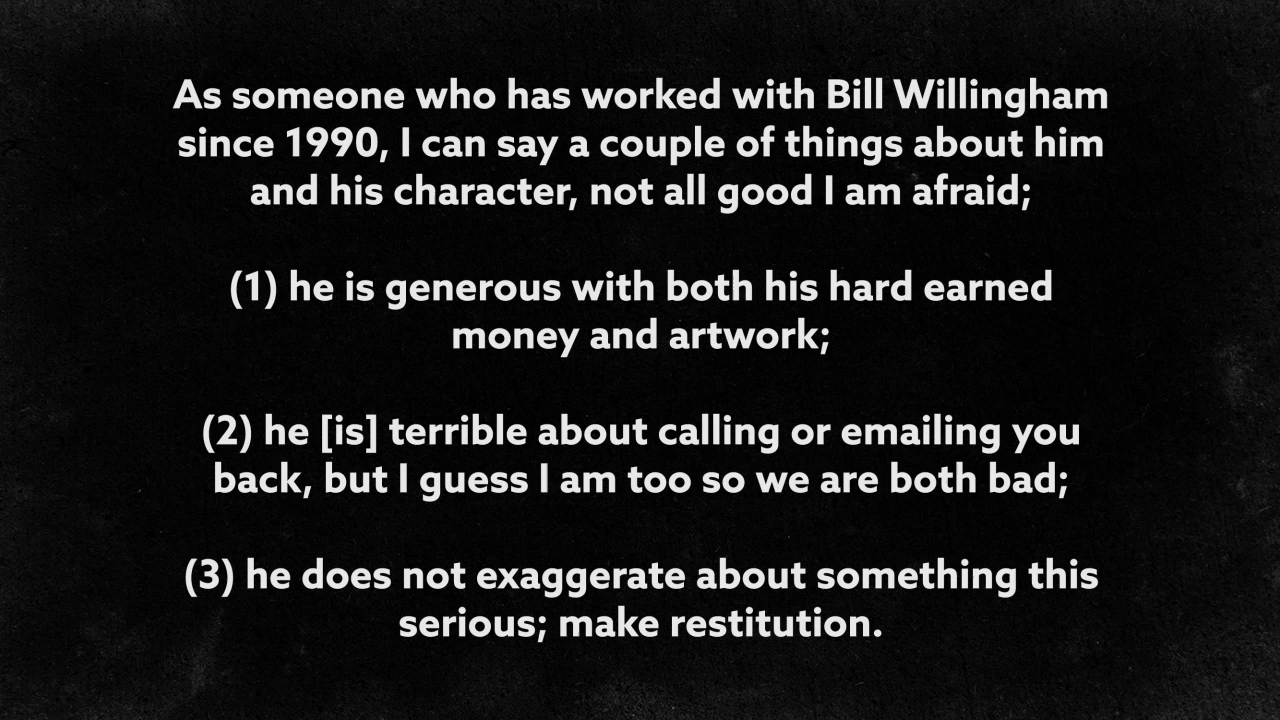 As someone who has worked with Bill Willingham
since 1990, I can say a couple of things about him
and his character, not all good I am afraid;
(1) he is generous with both his hard earned
money and artwork;
(2) he [is] terrible about calling or emailing you
back, but I guess I am too so we are both bad;
(3) he does not exaggerate about something this
serious; make restitution.